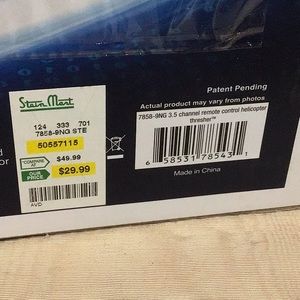 Patent Pending
Actual product may vary from photos
Stein Mart
124 333 701
7858-9NG STE
50557115
COMPARE AT
$49.99
OUR PRICE
$29.99
AVD
7858-9NG 3.5 channel remote control helicopter
thresher™
6 58531 78543 1
Made in China